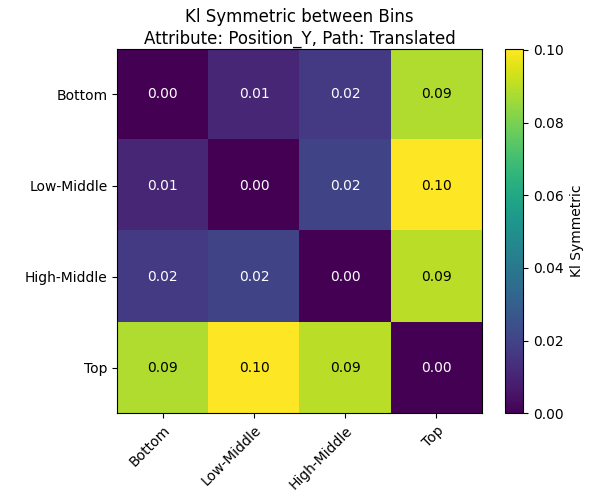 Kl Symmetric between Bins
Attribute: Position_Y, Path: Translated
Bottom 0.00 0.01 0.02 0.09
Low-Middle 0.01 0.00 0.02 0.10
High-Middle 0.02 0.02 0.00 0.09
Top 0.09 0.10 0.09 0.00
Bottom Low-Middle High-Middle Top
0.10
0.08
0.06
0.04
0.02
0.00
Kl Symmetric